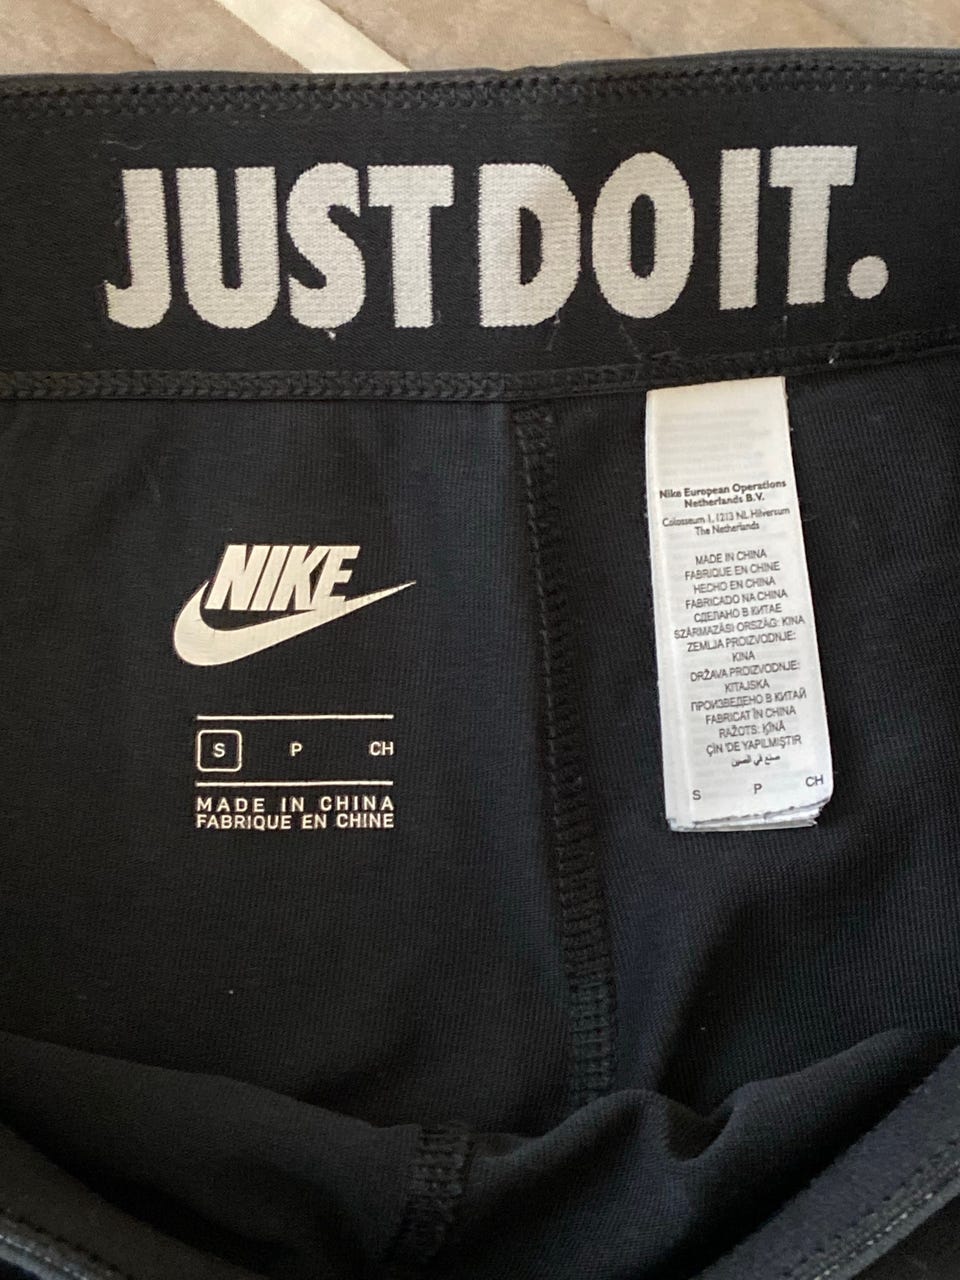 JUST DO IT.
NIKE
S P CH
MADE IN CHINA
FABRIQUE EN CHINE
Nike European Operations
Netherlands B.V.
Colosseum 1, 1213 NL Hilversum
The Netherlands
MADE IN CHINA
FABRIQUE EN CHINE
HECHO EN CHINA
FABRICADO NA CHINA
СДЕЛАНО В КИТАЕ
SZÁRMAZÁSI ORSZÁG: KINA
ZEMLJA PROIZVODNJE:
KINA
DRŽAVA PROIZVODNJE:
KITAJSKA
ПРОИЗВЕДЕНО В КИТАЙ
FABRICAT ÎN CHINA
RAŽOTS: ĶĪNĀ
ÇİN 'DE YAPILMIŞTIR
صنع في الصين
S P CH